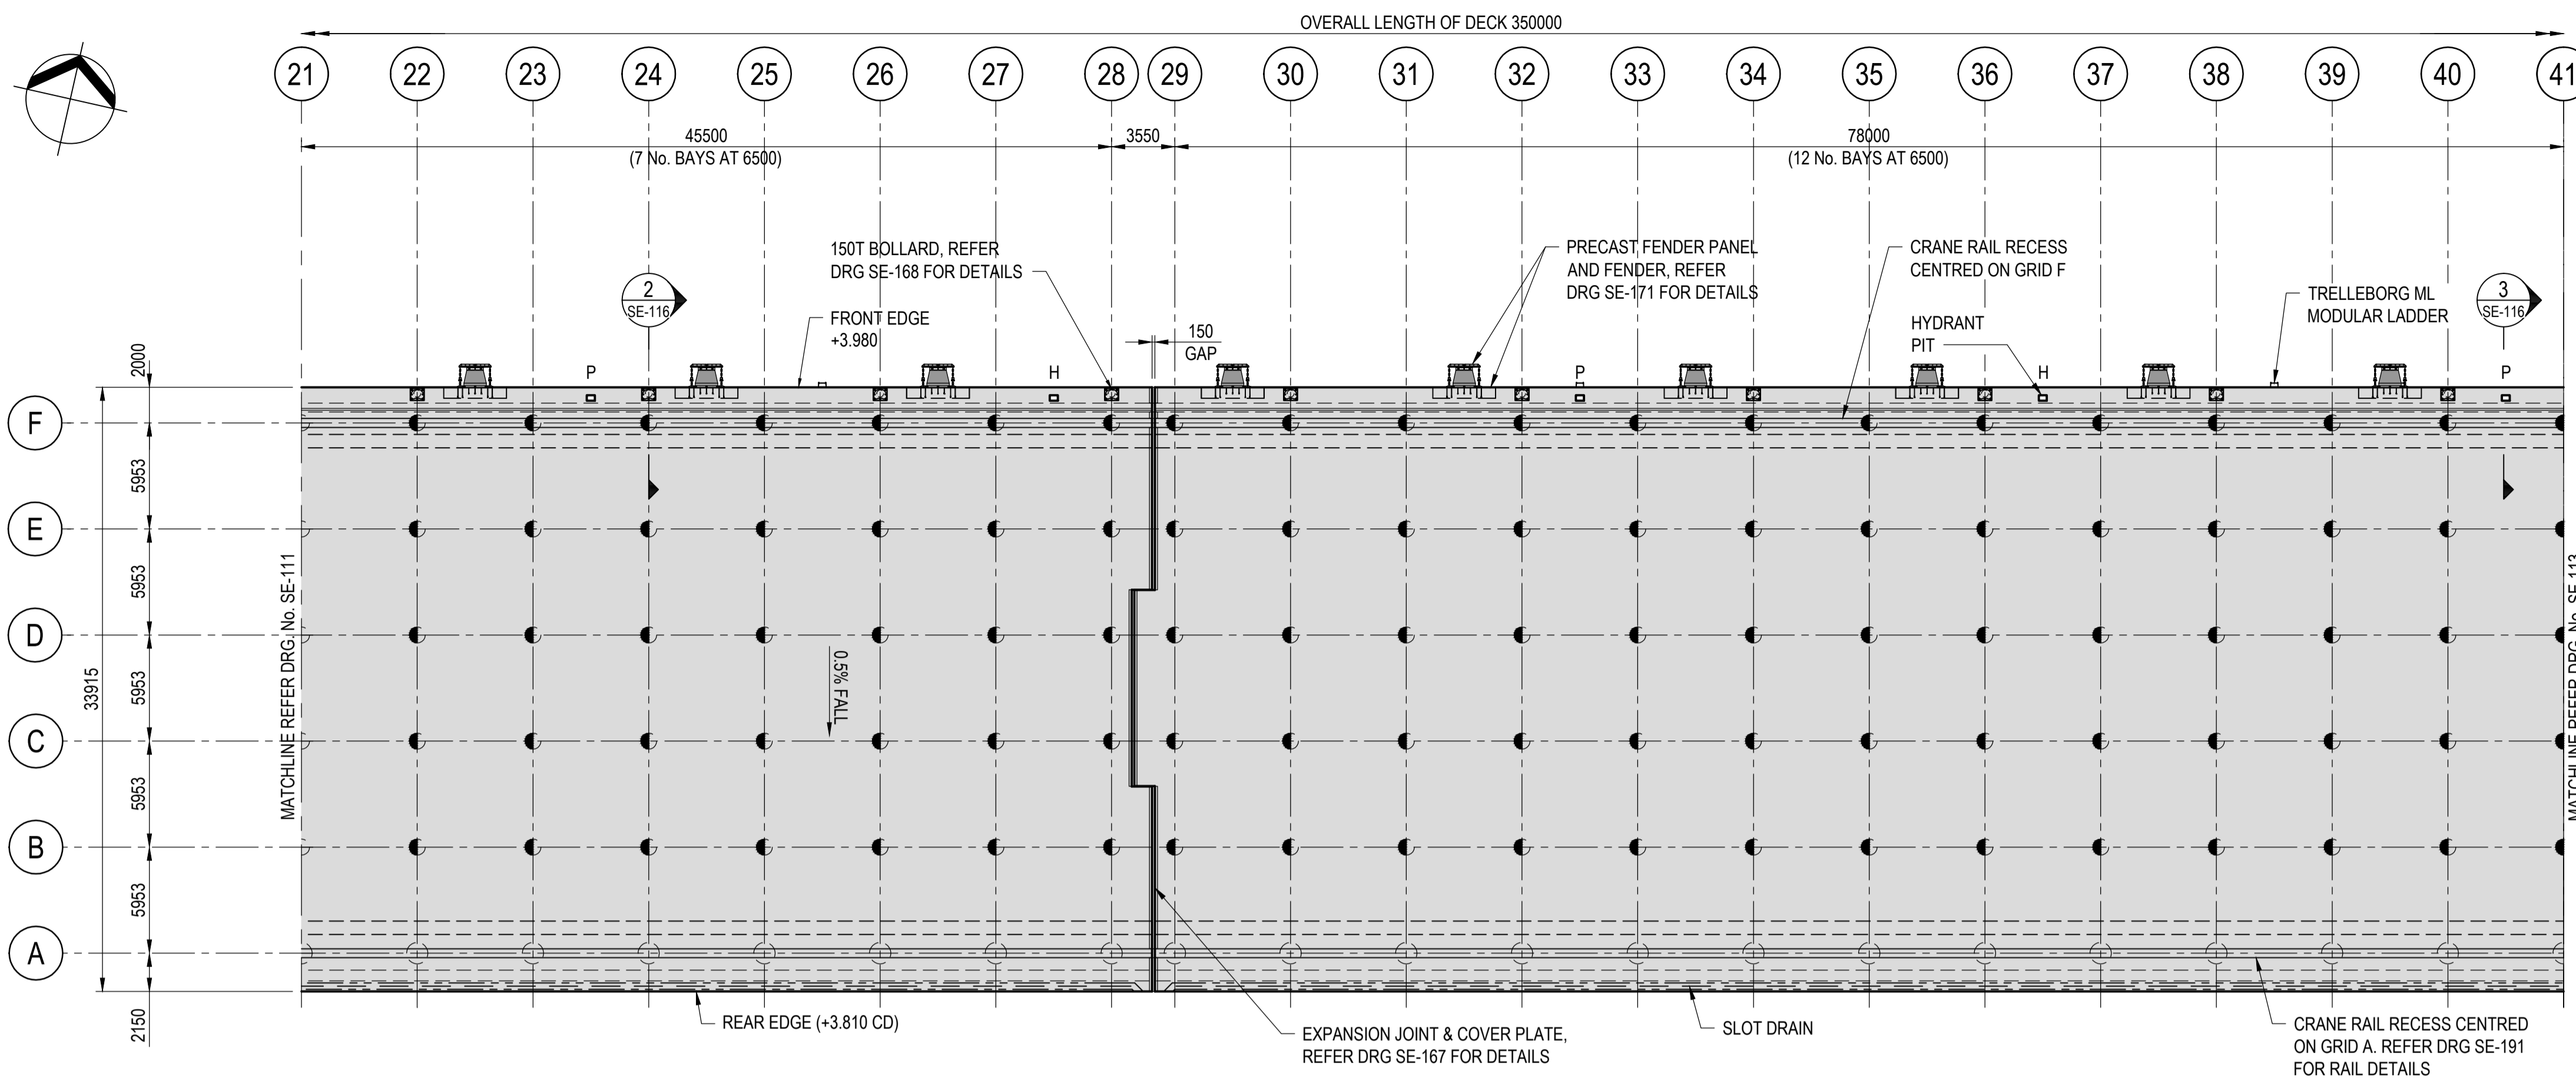 OVERALL LENGTH OF DECK 350000
21 22 23 24 25 26 27 28 29 30 31 32 33 34 35 36 37 38 39 40 41
45500 3550 78000
(7 No. BAYS AT 6500) (12 No. BAYS AT 6500)
150T BOLLARD, REFER
DRG SE-168 FOR DETAILS
PRECAST FENDER PANEL
AND FENDER, REFER
DRG SE-171 FOR DETAILS
CRANE RAIL RECESS
CENTRED ON GRID F
2
SE-116
FRONT EDGE
+3.980
150
GAP
HYDRANT
PIT
TRELLEBORG ML
MODULAR LADDER
3
SE-116
P H P H P
2000
F
5953
E
5953
D
5953
C
5953
B
5953
A
2150
33915
MATCHLINE REFER DRG. No. SE-111
0.5% FALL
MATCHLINE REFER DRG. No. SE-113
REAR EDGE (+3.810 CD)
EXPANSION JOINT & COVER PLATE,
REFER DRG SE-167 FOR DETAILS
SLOT DRAIN
CRANE RAIL RECESS CENTRED
ON GRID A. REFER DRG SE-191
FOR RAIL DETAILS